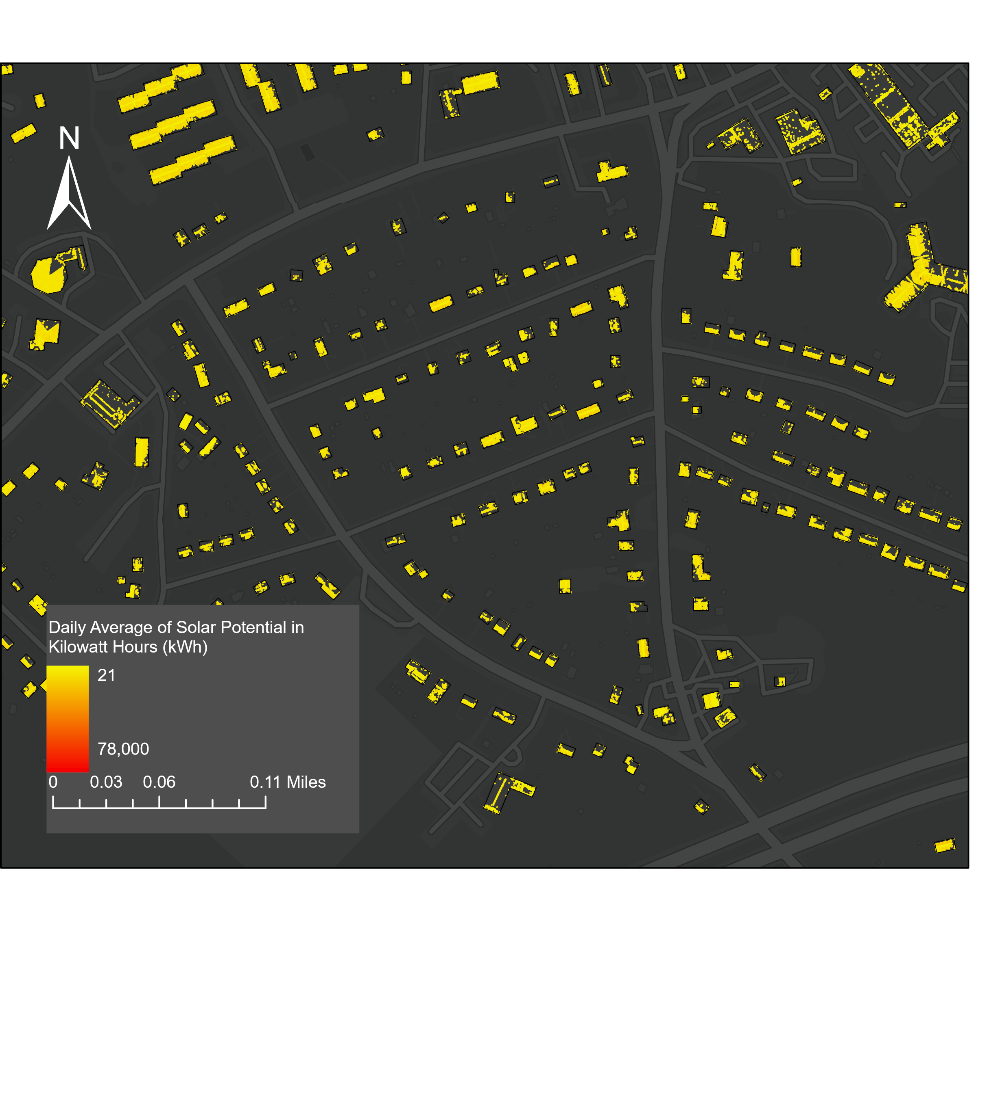 N
Daily Average of Solar Potential in
Kilowatt Hours (kWh)
21
78,000
0 0.03 0.06 0.11 Miles